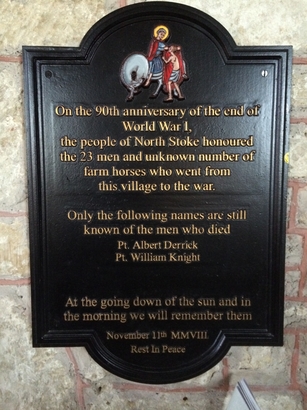 On the 90th anniversary of the end of
World War I,
the people of North Stoke honoured
the 23 men and unknown number of
farm horses who went from
this village to the war.
Only the following names are still
known of the men who died
Pt. Albert Derrick
Pt. William Knight
At the going down of the sun and in
the morning we will remember them
November 11th MMVIII
Rest In Peace